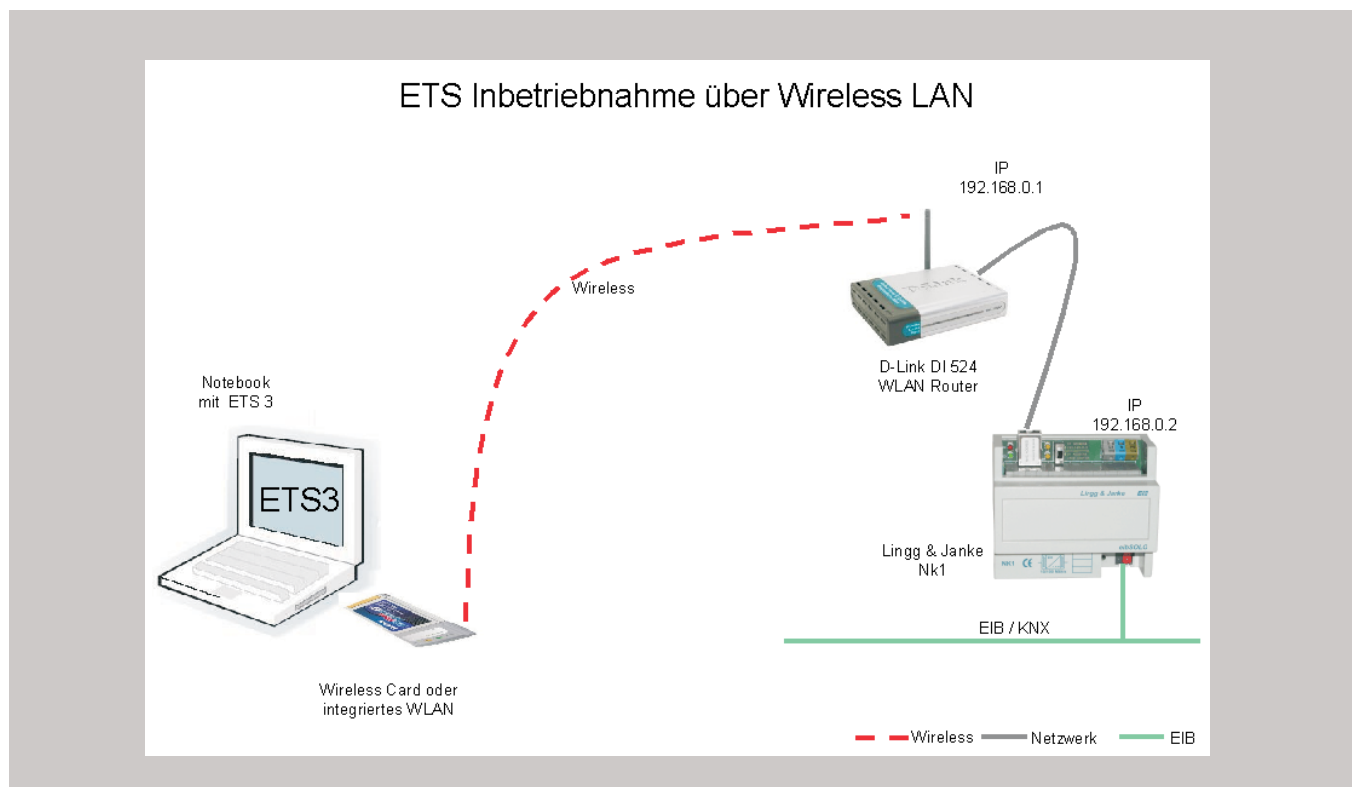 ETS Inbetriebnahme über Wireless LAN
IP
192.168.0.1
Wireless
D-Link DI 524
WLAN Router
Notebook
mit ETS 3
IP
192.168.0.2
ETS3
Lingg & Janke
Lingg & Janke
Nk1
NK1 CE
EIB / KNX
Wireless Card oder
integriertes WLAN
Wireless
Netzwerk
EIB